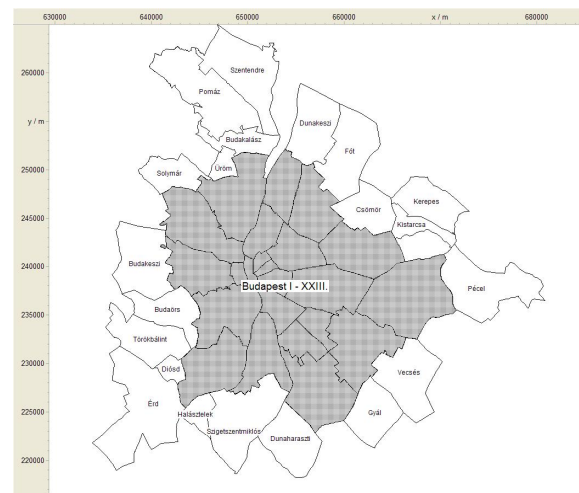 630000 640000 650000 660000 x / m 680000
260000
y / m
250000
245000
240000
235000
230000
225000
220000
Szentendre
Pomáz
Dunakeszi
Budakalász
Fót
Solymár
Üröm
Kerepes
Csömör
Kistarcsa
Budakeszi
Budapest I - XXIII.
Pécel
Budaörs
Törökbálint
Diósd
Vecsés
Érd
Halásztelek
Gyál
Szigetszentmiklós
Dunaharaszti